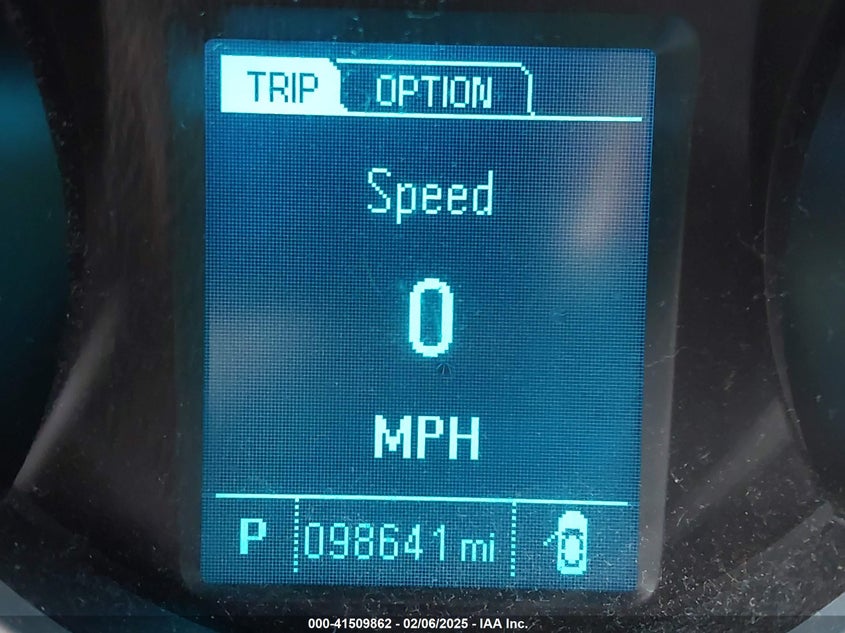 TRIP OPTION
Speed
0
MPH
P 098641 mi
000-41509862 - 02/06/2025 - IAA Inc.